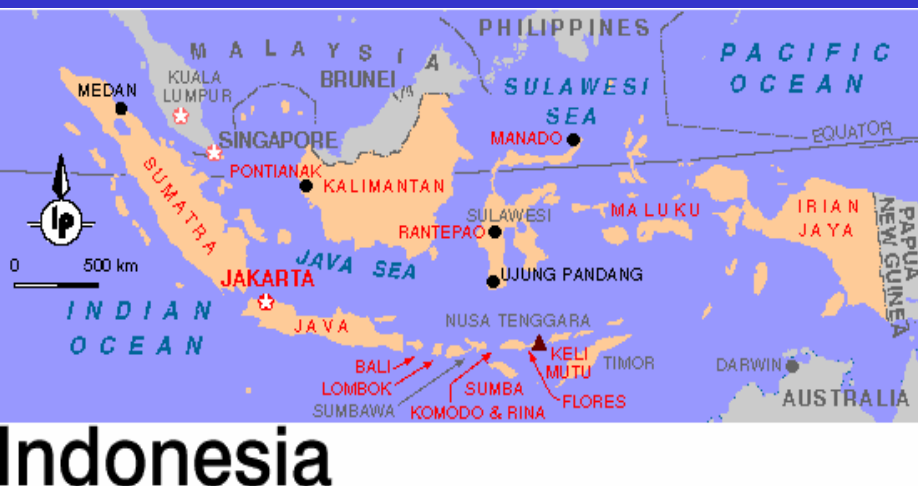 PHILIPPINES
MALAYSIA
PACIFIC
OCEAN
KUALA
LUMPUR
BRUNEI
MEDAN
SULAWESI
SEA
SINGAPORE
MANADO
EQUATOR
PONTIANAK
KALIMANTAN
SUMATRA
SULAWESI
MALUKU
IRIAN
JAYA
PAPUA
NEW GUINEA
lp
RANTEPAO
0 500 km
JAVA SEA
UJUNG PANDANG
JAKARTA
INDIAN
OCEAN
JAVA
NUSA TENGGARA
KELI
MUTU
TIMOR
DARWIN
BALI
LOMBOK
SUMBAWA
SUMBA
KOMODO & RINA
FLORES
AUSTRALIA
Indonesia